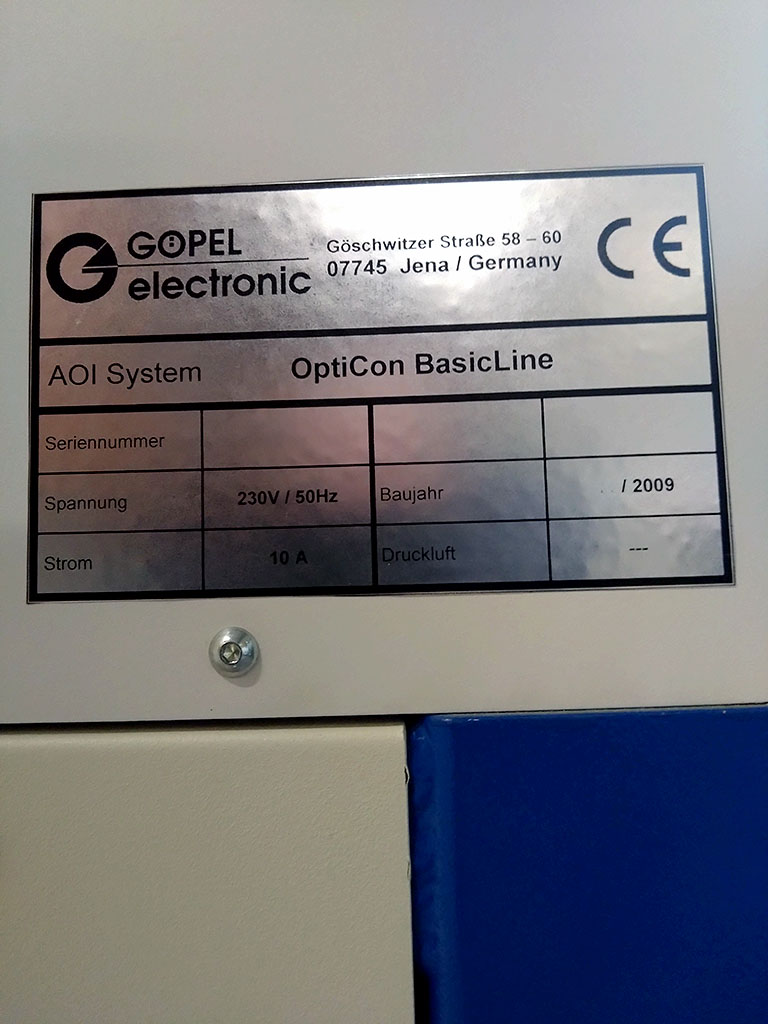 GÖPEL
electronic
Göschwitzer Straße 58 – 60
07745 Jena / Germany
CE
AOI System OptiCon BasicLine
Seriennummer
Spannung 230V / 50Hz Baujahr / 2009
Strom 10 A Druckluft ---